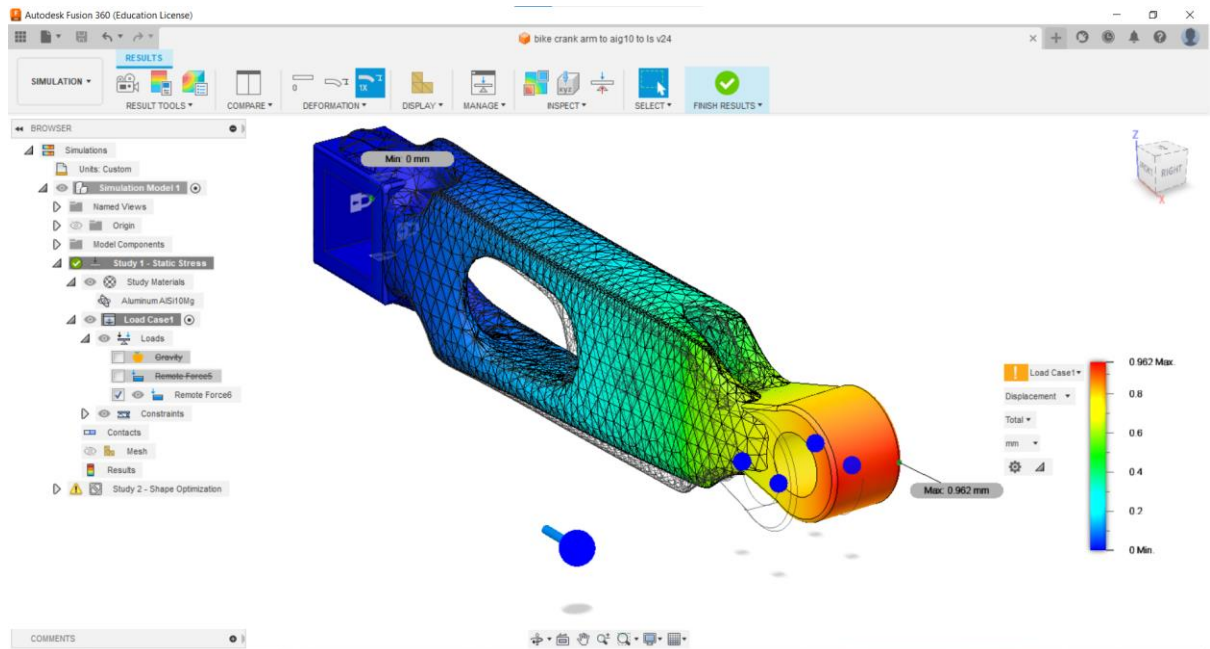 Autodesk Fusion 360 (Education License)
bike crank arm to aig10 to ls v24
RESULTS
SIMULATION
RESULT TOOLS
COMPARE
DEFORMATION
DISPLAY
MANAGE
INSPECT
SELECT
FINISH RESULTS
BROWSER
Simulations
Units: Custom
Simulation Model 1
Named Views
Origin
Model Components
Study 1 - Static Stress
Study Materials
Aluminum AlSi10Mg
Load Case1
Loads
Gravity
Remote Force5
Remote Force6
Constraints
Contacts
Mesh
Results
Study 2 - Shape Optimization
Min: 0 mm
Max: 0.962 mm
Z
RIGHT
X
Load Case1
Displacement
Total
mm
0.962 Max.
0.8
0.6
0.4
0.2
0 Min.
COMMENTS